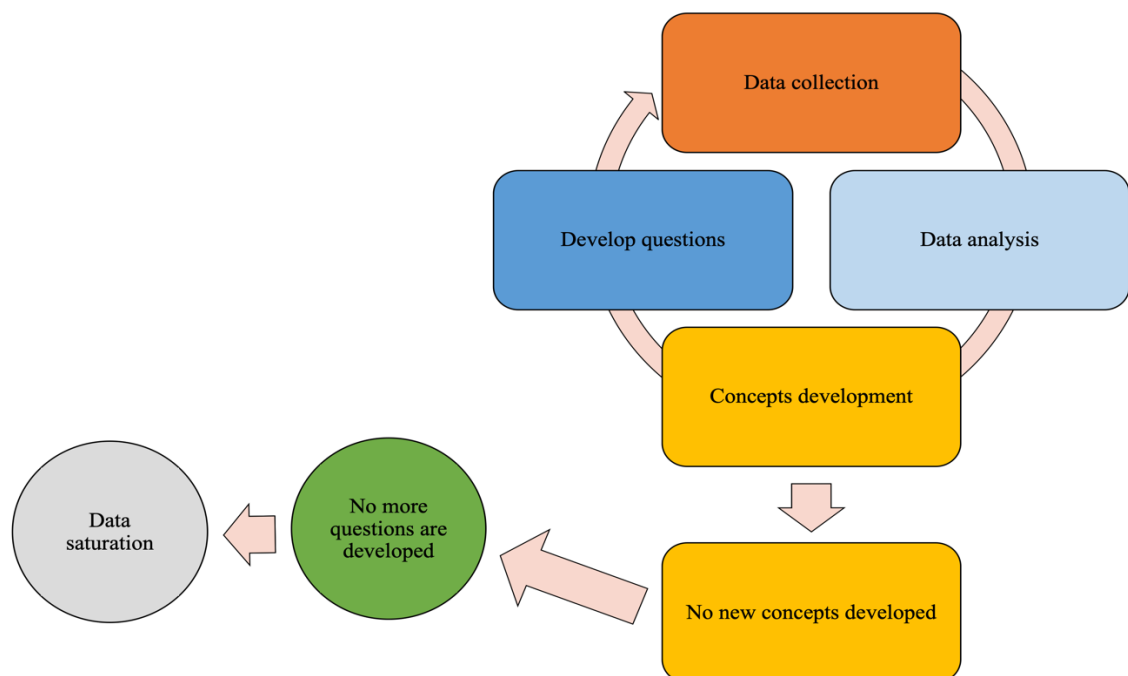 Data collection
Develop questions
Data analysis
Concepts development
No new concepts developed
No more
questions are
developed
Data
saturation